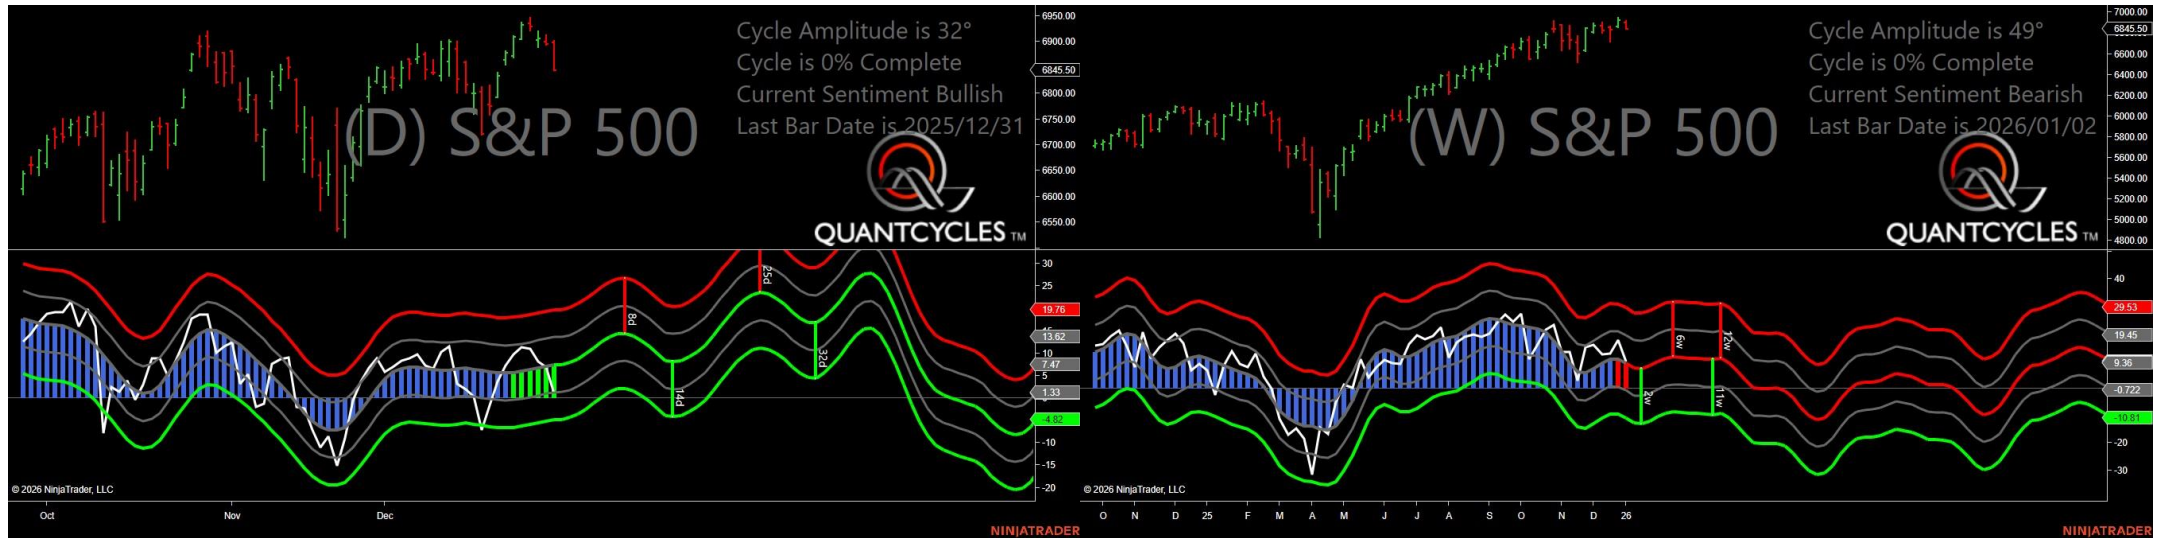 Cycle Amplitude is 32°
Cycle is 0% Complete
Current Sentiment Bullish
Last Bar Date is 2025/12/31
(D) S&P 500
QUANTCYCLES TM
6950.00
6900.00
6845.50
6800.00
6750.00
6700.00
6650.00
6600.00
6550.00
30
25
19.76
13.62
10
7.47
5
1.33
-4.82
-10
-15
-20
8d
14d
25d
32d
© 2026 NinjaTrader, LLC
Oct Nov Dec
NINJATRADER
Cycle Amplitude is 49°
Cycle is 0% Complete
Current Sentiment Bearish
Last Bar Date is 2026/01/02
(W) S&P 500
QUANTCYCLES TM
7000.00
6845.50
6600.00
6400.00
6200.00
6000.00
5800.00
5600.00
5400.00
5200.00
5000.00
4800.00
40
29.53
19.45
9.36
-0.722
-10.81
-20
-30
2w
6w
11w
12w
© 2026 NinjaTrader, LLC
O N D 25 F M A M J J A S O N D 26
NINJATRADER